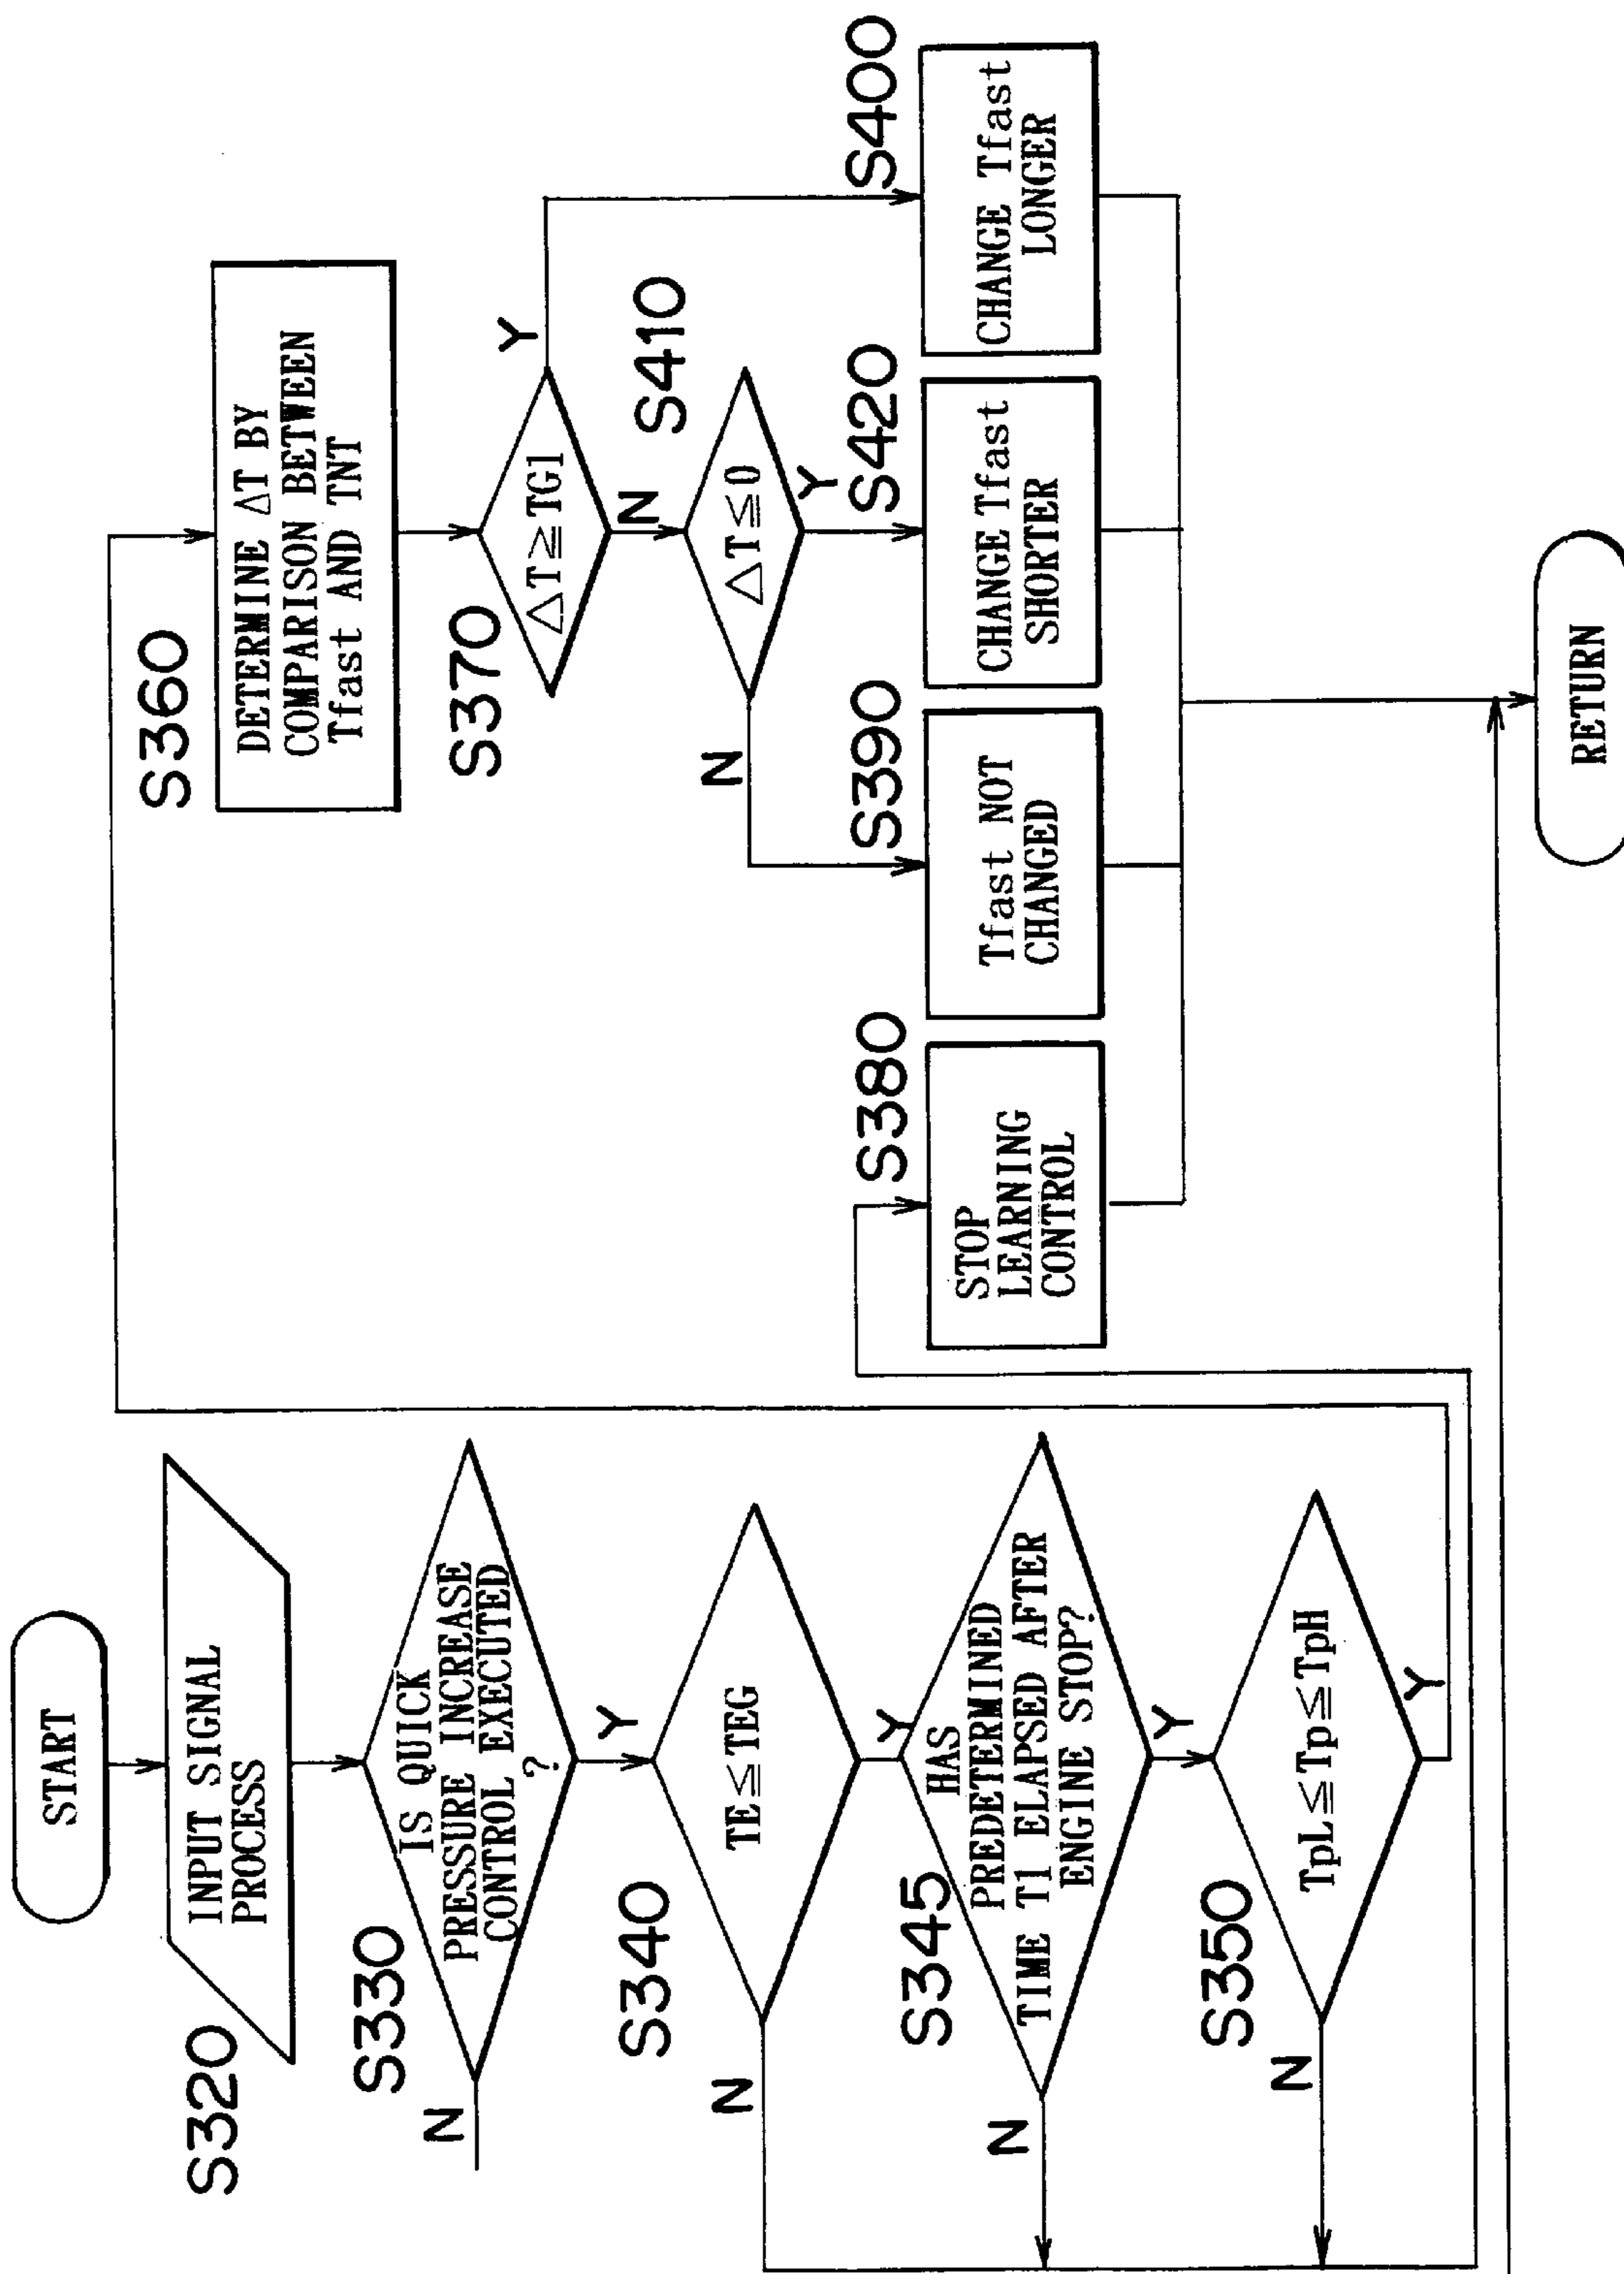 START
S320
INPUT SIGNAL
PROCESS
S330
IS QUICK
PRESSURE INCREASE
CONTROL EXECUTED
?
N
Y
S340
TE≦TEG
N
Y
S345
HAS
PREDETERMINED
TIME T1 ELAPSED AFTER
ENGINE STOP?
N
Y
S350
TpL≦Tp≦TpH
N
Y
S360
DETERMINE △T BY
COMPARISON BETWEEN
Tfast AND TNT
S370
△T≧TG1
Y
N
S410
△T≦0
N
Y
S380
STOP
LEARNING
CONTROL
S390
Tfast NOT
CHANGED
S420
CHANGE Tfast
SHORTER
S400
CHANGE Tfast
LONGER
RETURN